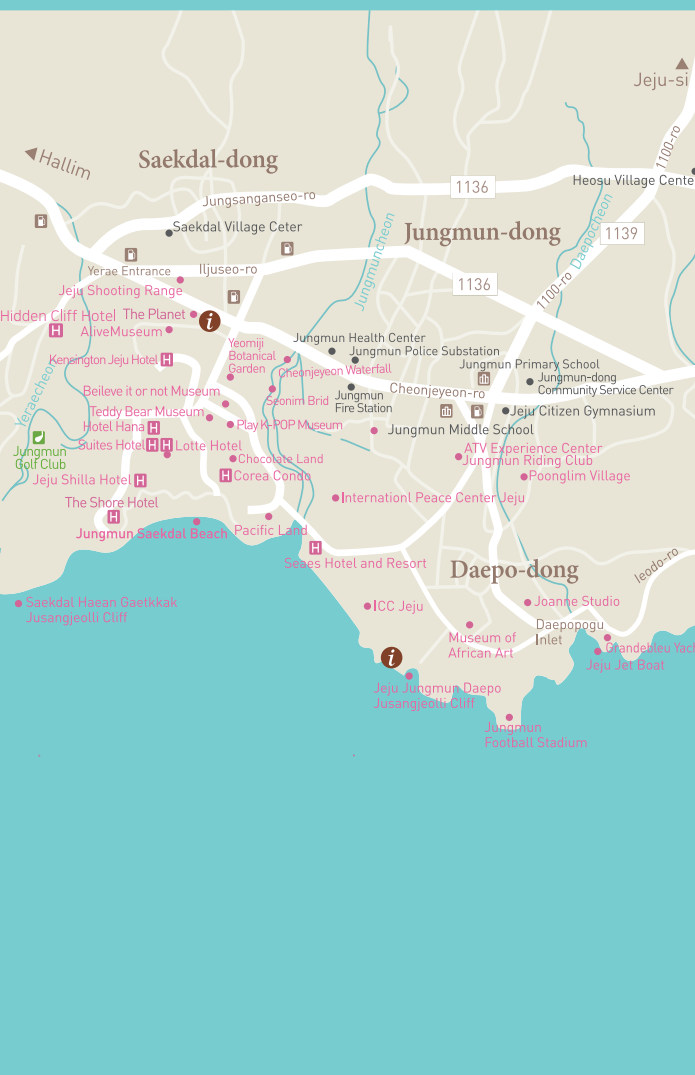 Jeju-si
1100-ro
Hallim
Saekdal-dong
Heosu Village Cente
1136
Jungsanganseo-ro
Saekdal Village Ceter
Jungmun-dong
1139
Daepocheon
Jungmuncheon
Yerae Entrance
Iljuseo-ro
1136
1100-ro
Jeju Shooting Range
Hidden Cliff Hotel
The Planet
i
H
AliveMuseum
Jungmun Health Center
Yeomiji
Botanical
Garden
Jungmun Police Substation
Kensington Jeju Hotel
H
Cheonjeyeon Waterfall
Jungmun Primary School
Jungmun-dong
Community Service Center
Yeraecheon
Beileve it or not Museum
Seonim Brid
Jungmun
Fire Station
Cheonjeyeon-ro
Teddy Bear Museum
Jeju Citizen Gymnasium
Hotel Hana
H
Play K-POP Museum
Jungmun Middle School
Jungmun
Golf Club
Suites Hotel
H
H
Lotte Hotel
ATV Experience Center
Jungmun Riding Club
Chocolate Land
Jeju Shilla Hotel
H
H
Corea Condo
Poonglim Village
The Shore Hotel
H
Internationl Peace Center Jeju
Jungmun Saekdal Beach
Pacific Land
H
Seaes Hotel and Resort
Daepo-dong
Ieodo-ro
Saekdal Haean Gaetkkak
Jusangjeolli Cliff
ICC Jeju
Joanne Studio
Museum of
African Art
Daepopogu
Inlet
Grandebleu Yach
Jeju Jet Boat
i
Jeju Jungmun Daepo
Jusangjeolli Cliff
Jungmun
Football Stadium